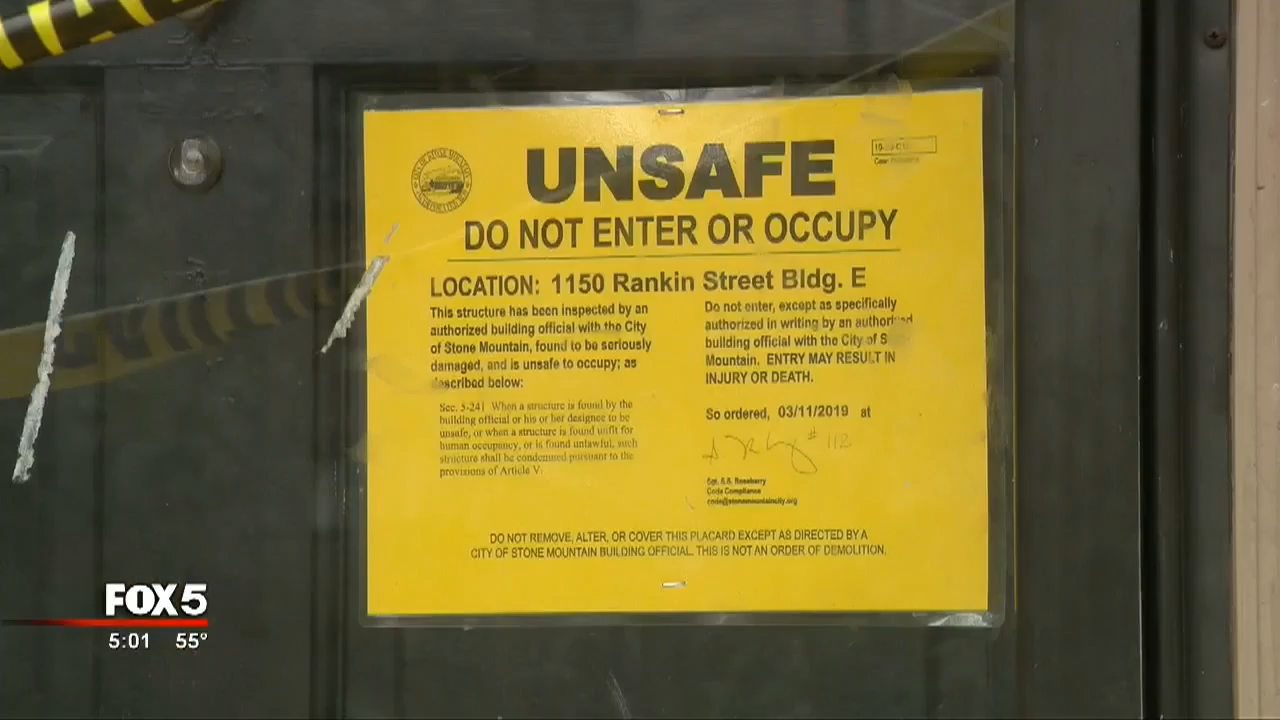 UNSAFE
DO NOT ENTER OR OCCUPY
LOCATION: 1150 Rankin Street Bldg. E
This structure has been inspected by an
authorized building official with the City
of Stone Mountain, found to be seriously
damaged, and is unsafe to occupy; as
described below:
Sec. 5-241 When a structure is found by the
building official or his or her designee to be
unsafe, or when a structure is found unfit for
human occupancy, or is found unlawful, such
structure shall be condemned pursuant to the
provisions of Article V.
Do not enter, except as specifically
authorized in writing by an authorized
building official with the City of S
Mountain. ENTRY MAY RESULT IN
INJURY OR DEATH.
So ordered, 03/11/2019 at
#112
Sgt. S.S. Roseberry
Code Compliance
code@stonemountaincity.org
DO NOT REMOVE, ALTER, OR COVER THIS PLACARD EXCEPT AS DIRECTED BY A
CITY OF STONE MOUNTAIN BUILDING OFFICIAL. THIS IS NOT AN ORDER OF DEMOLITION.
FOX 5
5:01 55°